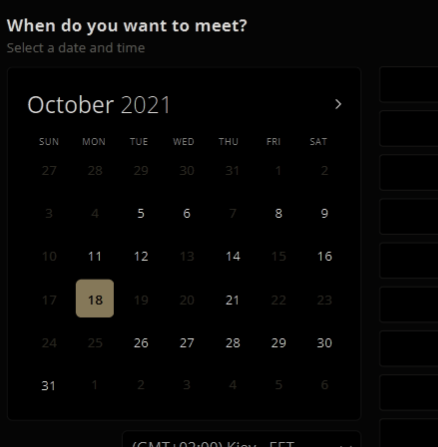 When do you want to meet?
Select a date and time
October 2021 >
SUN MON TUE WED THU FRI SAT
27 28 29 30 31 1 2
3 4 5 6 7 8 9
10 11 12 13 14 15 16
17 18 19 20 21 22 23
24 25 26 27 28 29 30
31 1 2 3 4 5 6
(GMT+03:00) Kiev - EET